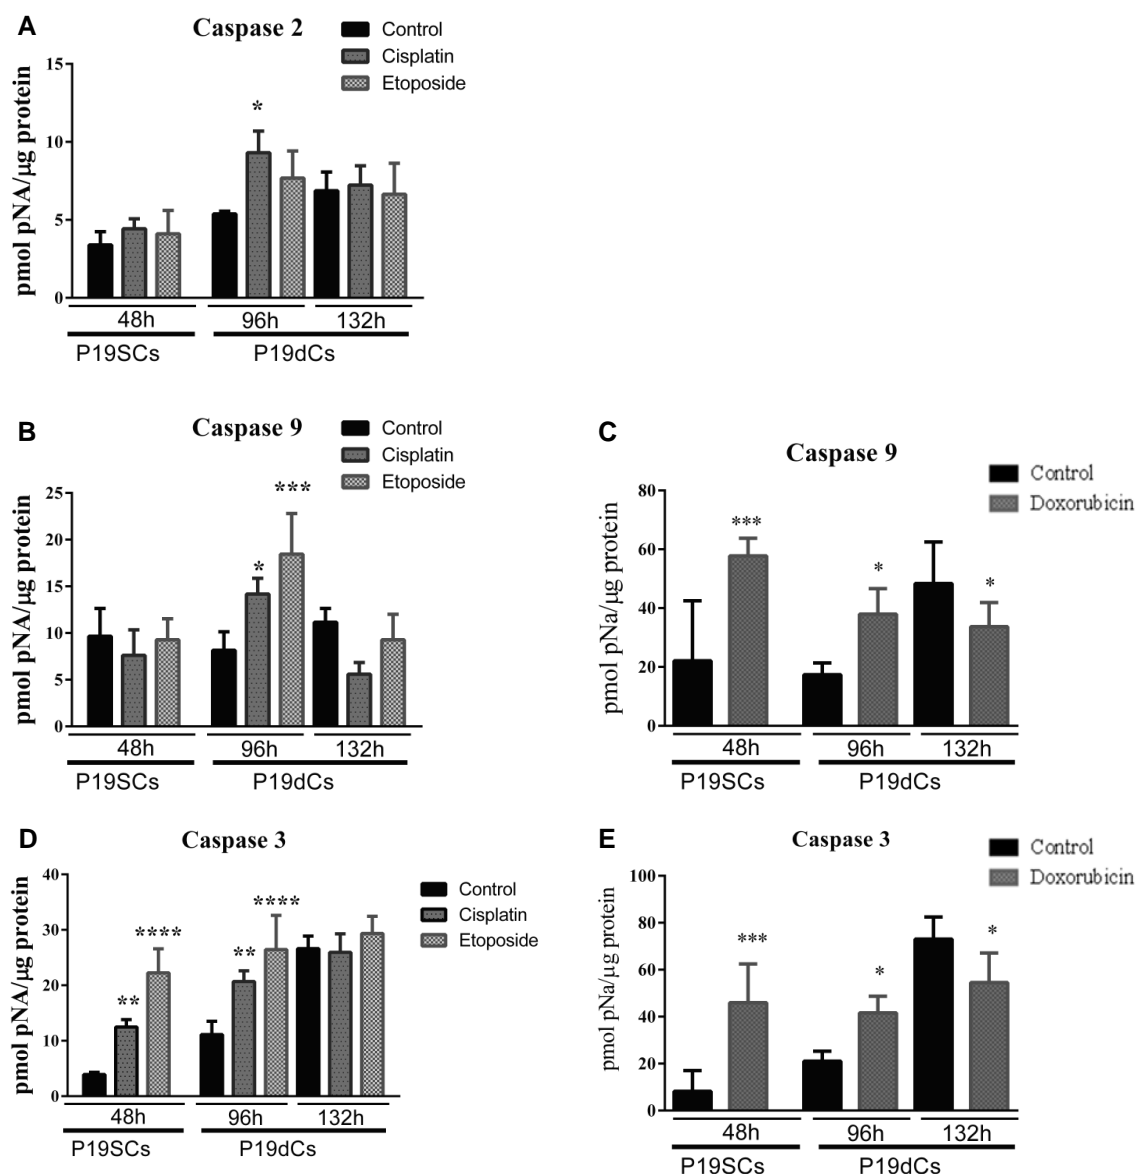 A
Caspase 2
Control
Cisplatin
Etoposide
pmol pNA/µg protein
15
10
5
0
*
48h
96h
132h
P19SCs
P19dCs
B
Caspase 9
Control
Cisplatin
Etoposide
pmol pNA/µg protein
25
20
15
10
5
0
*
***
48h
96h
132h
P19SCs
P19dCs
C
Caspase 9
Control
Doxorubicin
pmol pNa/µg protein
80
60
40
20
0
***
*
*
48h
96h
132h
P19SCs
P19dCs
D
Caspase 3
Control
Cisplatin
Etoposide
pmol pNA/µg protein
40
30
20
10
0
**
****
**
****
48h
96h
132h
P19SCs
P19dCs
E
Caspase 3
Control
Doxorubicin
pmol pNa/µg protein
100
80
60
40
20
0
***
*
*
48h
96h
132h
P19SCs
P19dCs